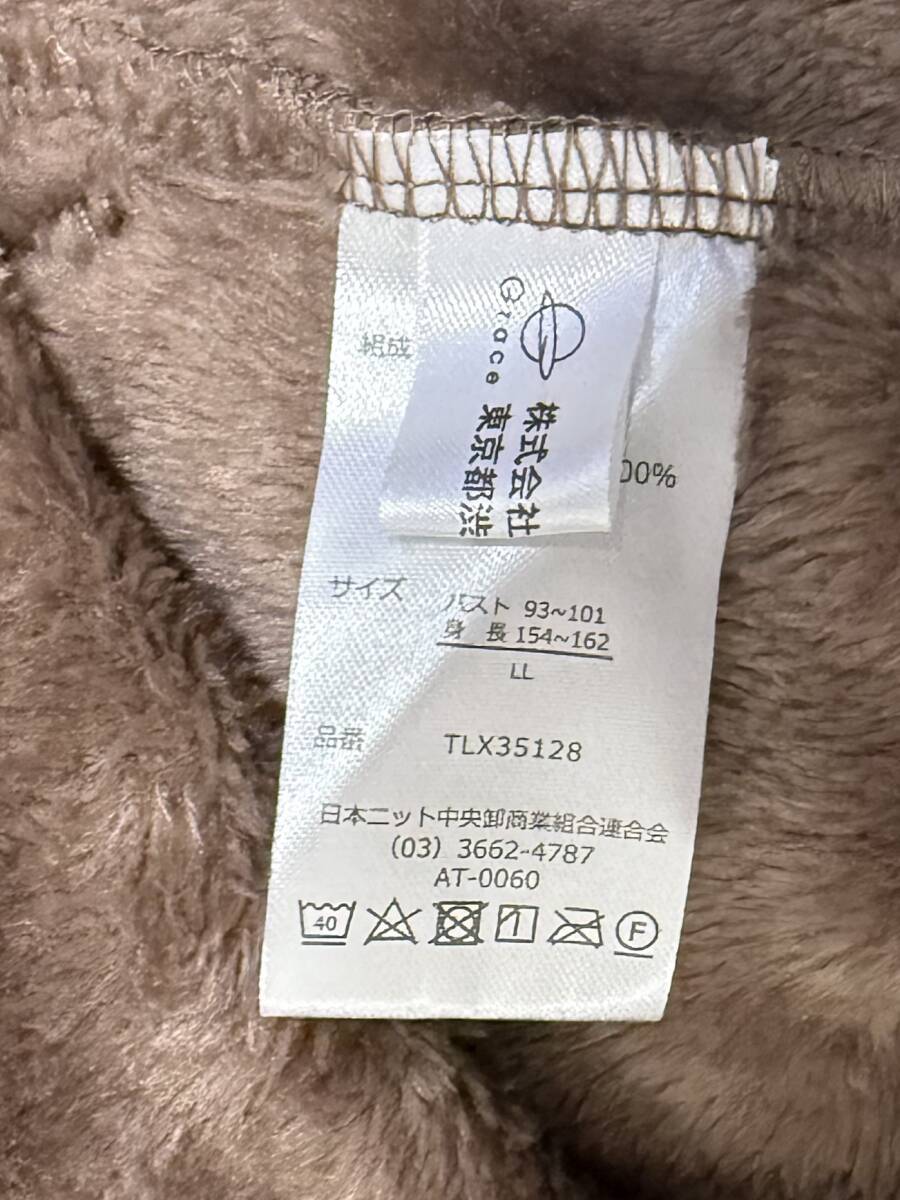 Grace
株式会社
東京都渋
組成
00%
サイズ
バスト 93~101
身 長 154~162
LL
品番
TLX35128
日本ニット中央卸商業組合連合会
(03) 3662-4787
AT-0060
40
F